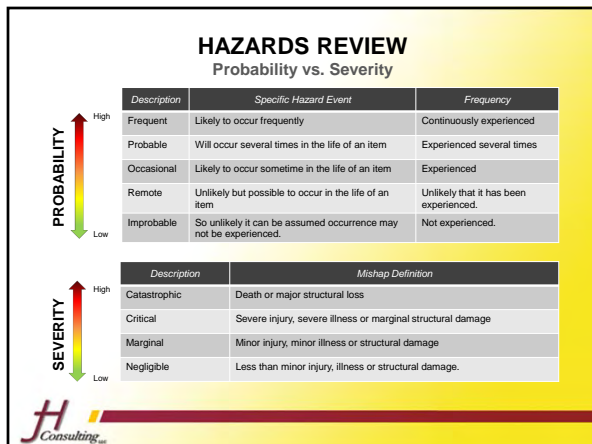 HAZARDS REVIEW
Probability vs. Severity
PROBABILITY
High
Low
Description Specific Hazard Event Frequency
Frequent Likely to occur frequently Continuously experienced
Probable Will occur several times in the life of an item Experienced several times
Occasional Likely to occur sometime in the life of an item Experienced
Remote Unlikely but possible to occur in the life of an Unlikely that it has been
item experienced.
Improbable So unlikely it can be assumed occurrence may Not experienced.
not be experienced.
SEVERITY
High
Low
Description Mishap Definition
Catastrophic Death or major structural loss
Critical Severe injury, severe illness or marginal structural damage
Marginal Minor injury, minor illness or structural damage
Negligible Less than minor injury, illness or structural damage.
JH
Consulting LLC